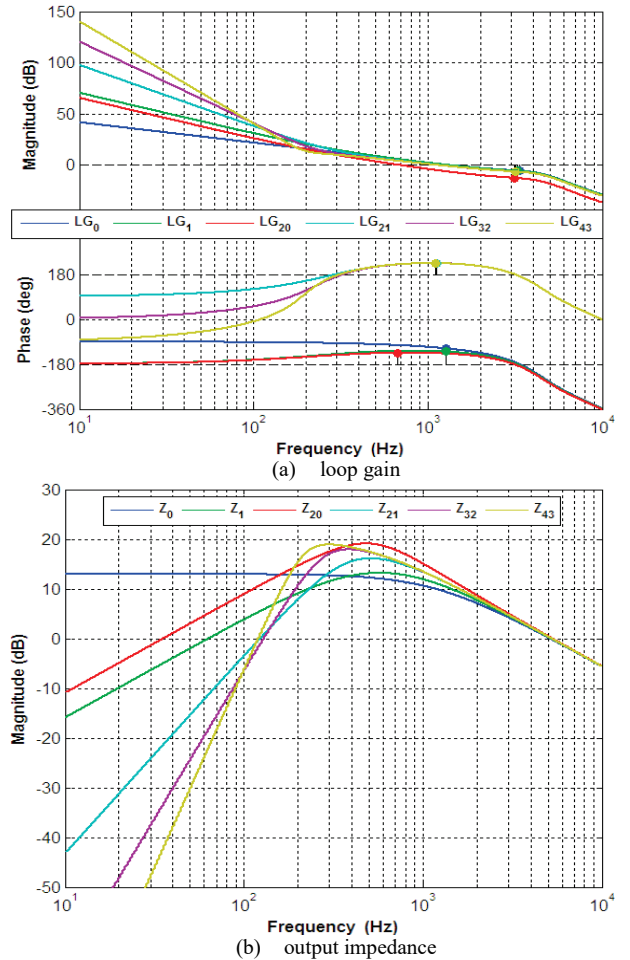 150
100
50
0
Magnitude (dB)
LG0 LG1 LG20 LG21 LG32 LG43
180
0
-180
-360
Phase (deg)
10^1 10^2 10^3 10^4
Frequency (Hz)
(a) loop gain
30
20
10
0
-10
-20
-30
-40
-50
Magnitude (dB)
Z0 Z1 Z20 Z21 Z32 Z43
10^1 10^2 10^3 10^4
Frequency (Hz)
(b) output impedance